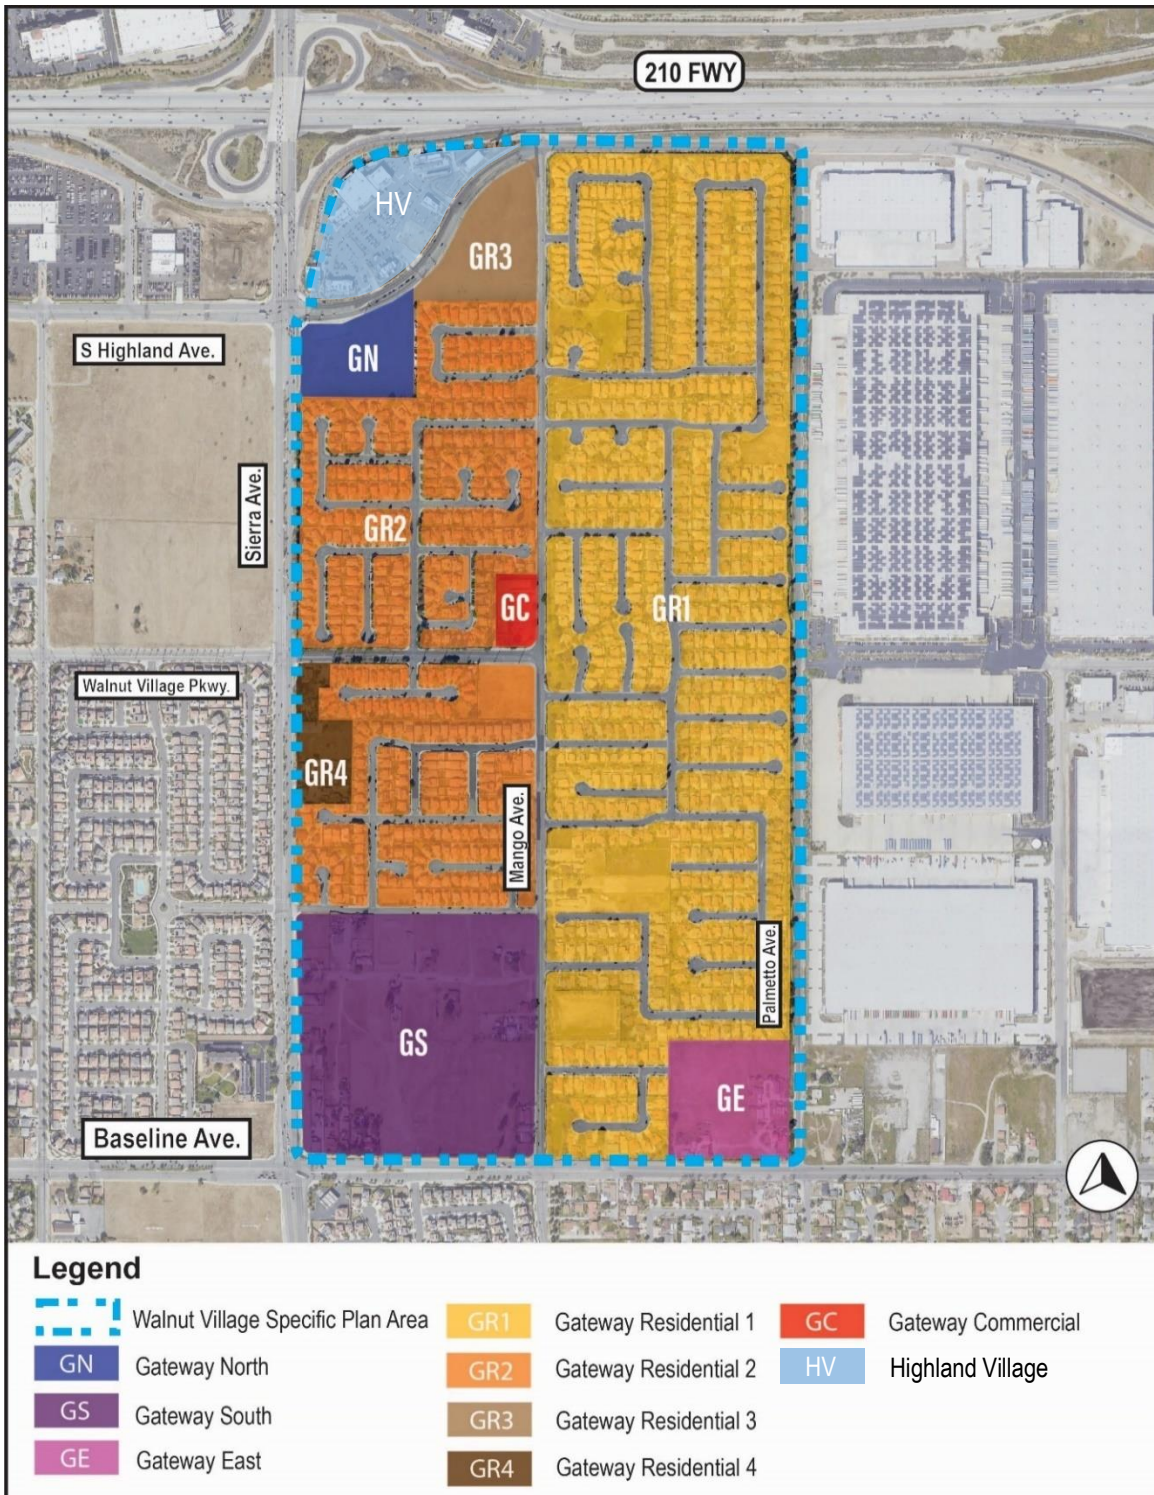 210 FWY
HV
GR3
S Highland Ave.
GN
Sierra Ave.
GR2
GC
GR1
Walnut Village Pkwy.
GR4
Mango Ave.
Palmetto Ave.
GS
GE
Baseline Ave.
Legend
Walnut Village Specific Plan Area
GN Gateway North
GS Gateway South
GE Gateway East
GR1 Gateway Residential 1
GR2 Gateway Residential 2
GR3 Gateway Residential 3
GR4 Gateway Residential 4
GC Gateway Commercial
HV Highland Village